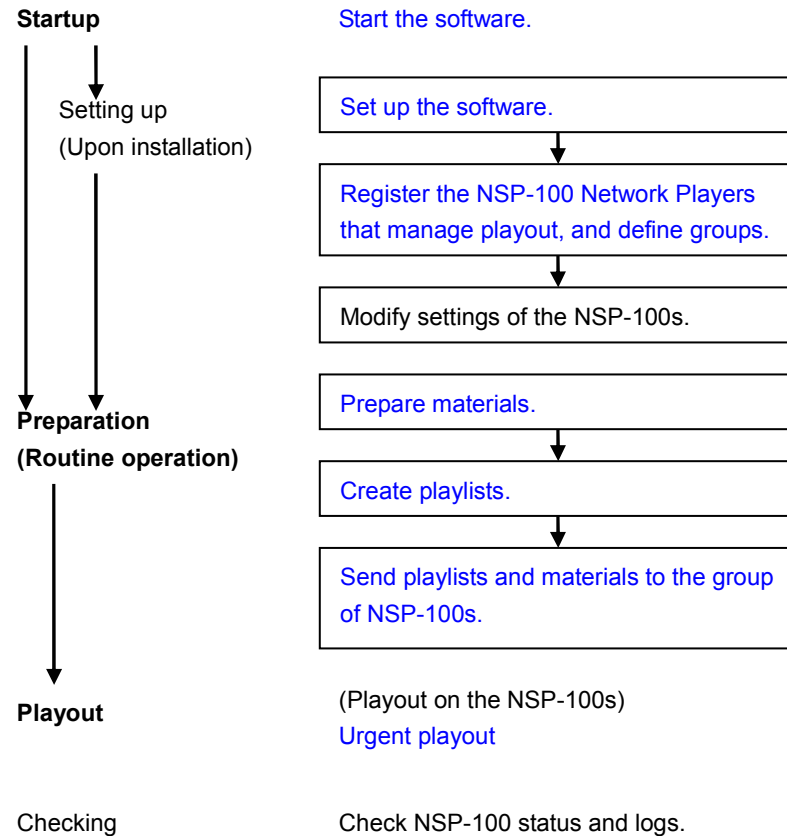 Startup
Start the software.
Setting up
(Upon installation)
Set up the software.
Register the NSP-100 Network Players
that manage playout, and define groups.
Modify settings of the NSP-100s.
Preparation
(Routine operation)
Prepare materials.
Create playlists.
Send playlists and materials to the group
of NSP-100s.
Playout
(Playout on the NSP-100s)
Urgent playout
Checking
Check NSP-100 status and logs.